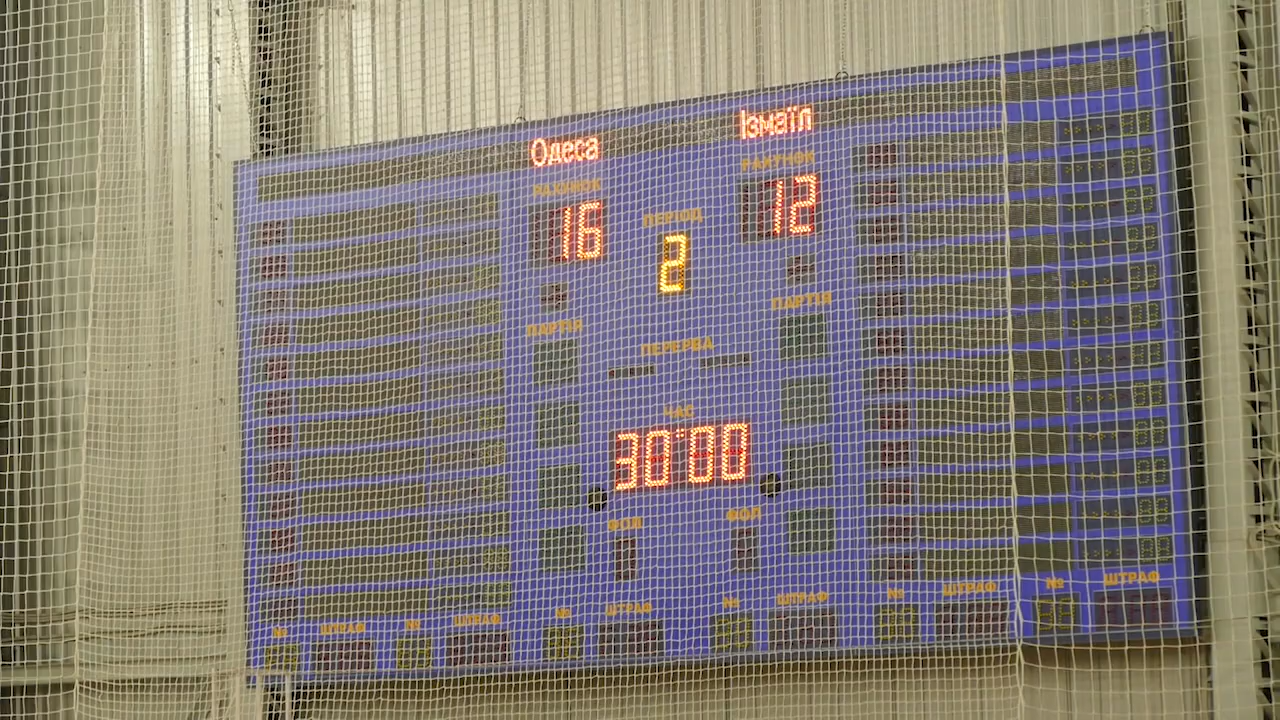 Одеса
Ізмаїл
РАХУНОК
РАХУНОК
16
ПЕРІОД
12
2
ПАРТІЯ
ПАРТІЯ
ПЕРЕРВА
ЧАС
30:00
ФОЛ
ФОЛ
№ ШТРАФ № ШТРАФ № ШТРАФ № ШТРАФ № ШТРАФ № ШТРАФ